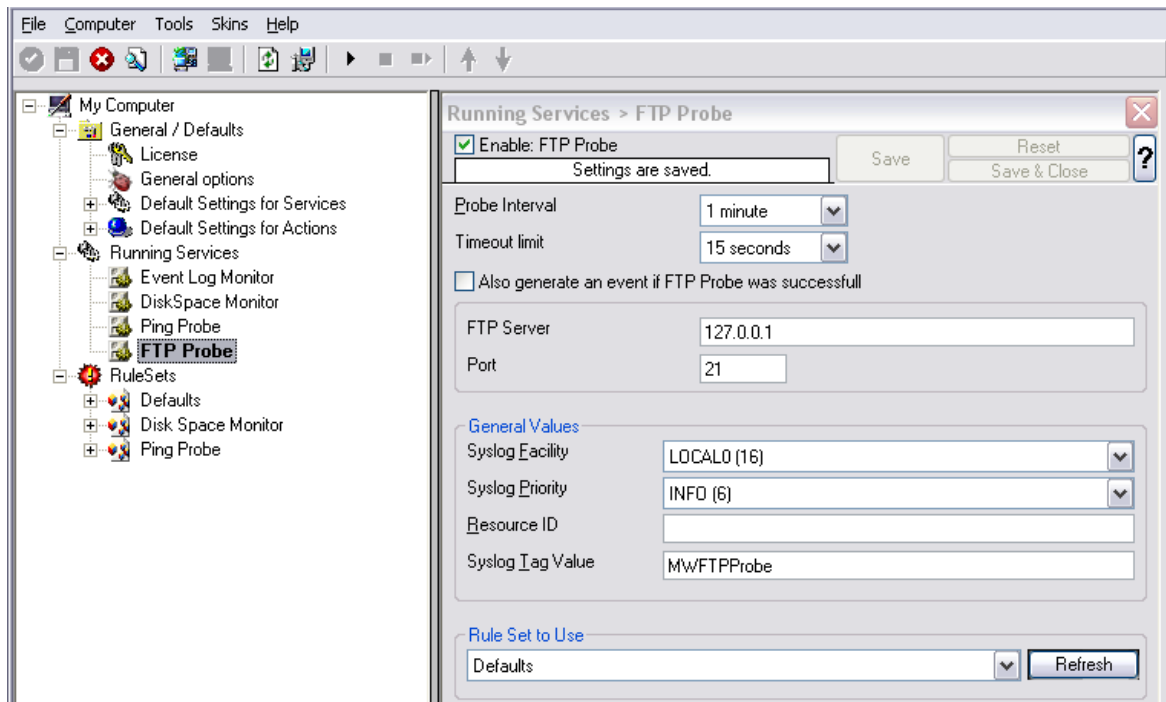 File Computer Tools Skins Help
My Computer
General / Defaults
License
General options
Default Settings for Services
Default Settings for Actions
Running Services
Event Log Monitor
DiskSpace Monitor
Ping Probe
FTP Probe
RuleSets
Defaults
Disk Space Monitor
Ping Probe
Running Services > FTP Probe
Enable: FTP Probe
Settings are saved.
Save
Reset
Save & Close
?
Probe Interval
1 minute
Timeout limit
15 seconds
Also generate an event if FTP Probe was successfull
FTP Server
127.0.0.1
Port
21
General Values
Syslog Facility
LOCAL0 (16)
Syslog Priority
INFO (6)
Resource ID
Syslog Tag Value
MWFTPProbe
Rule Set to Use
Defaults
Refresh